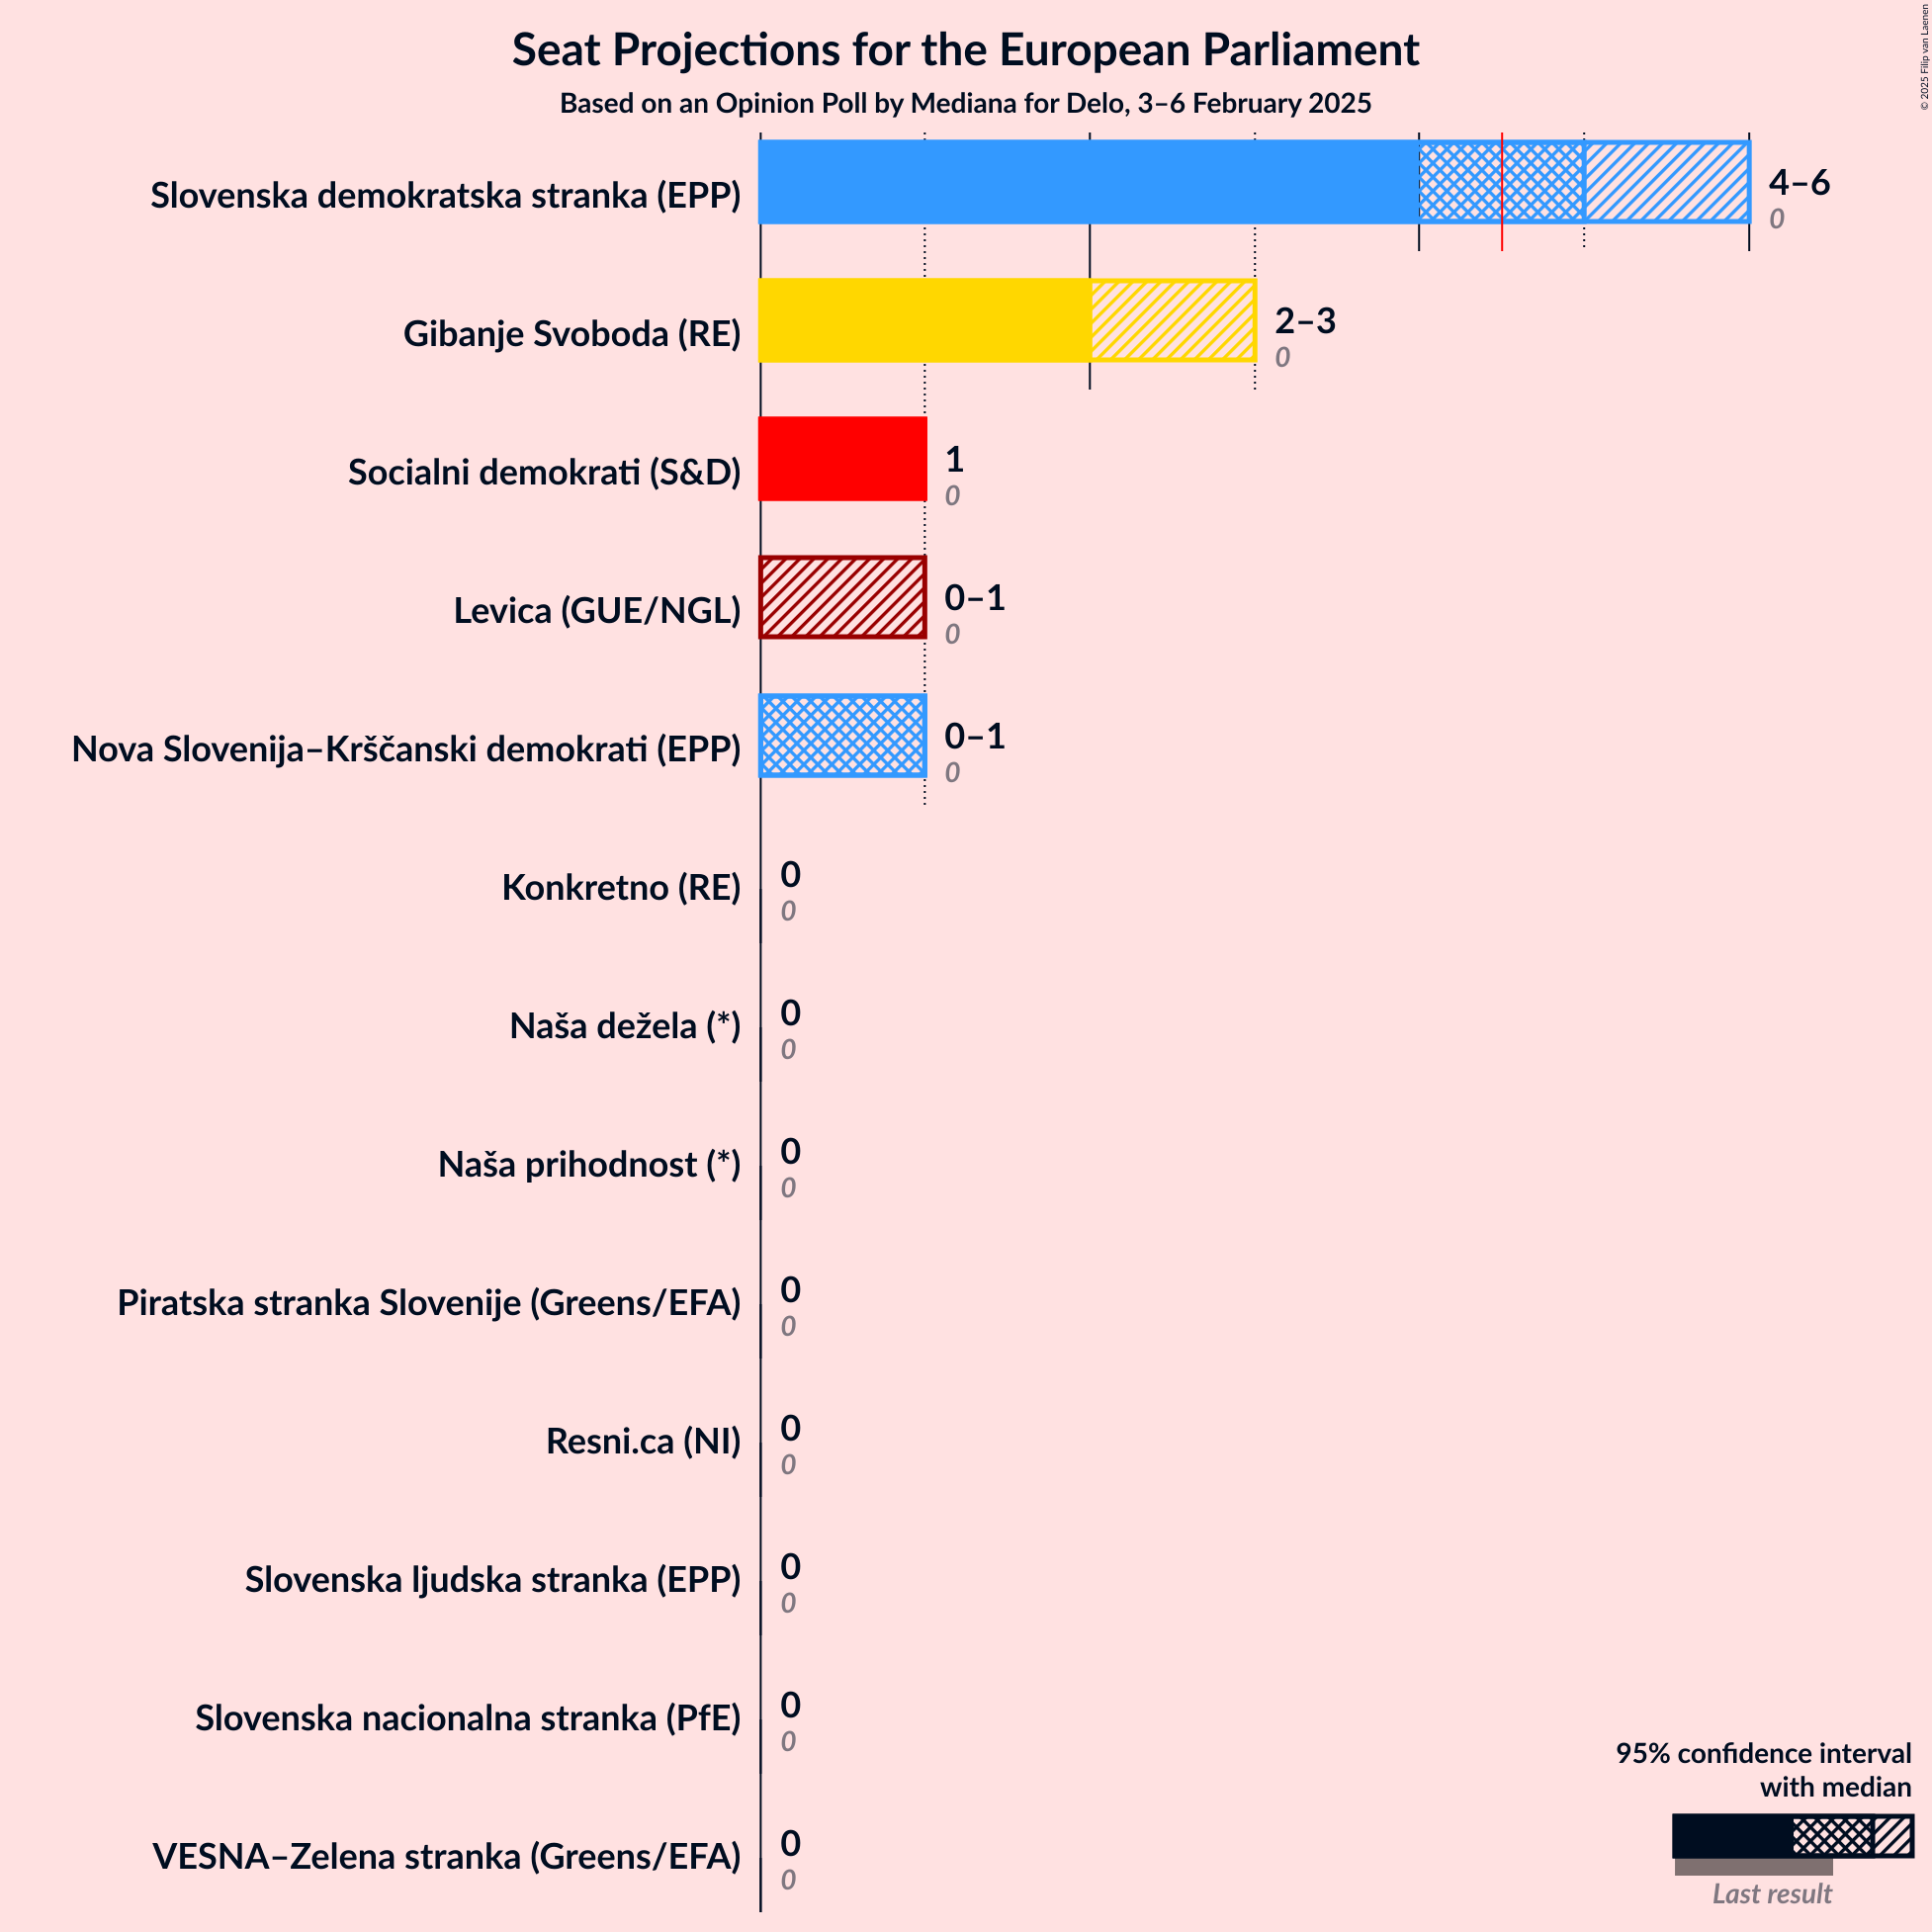 Seat Projections for the European Parliament
Based on an Opinion Poll by Mediana for Delo, 3–6 February 2025
© 2025 Filip van Laenen
Slovenska demokratska stranka (EPP)
4–6
0
Gibanje Svoboda (RE)
2–3
0
Socialni demokrati (S&D)
1
0
Levica (GUE/NGL)
0–1
0
Nova Slovenija–Krščanski demokrati (EPP)
0–1
0
Konkretno (RE)
0
0
Naša dežela (*)
0
0
Naša prihodnost (*)
0
0
Piratska stranka Slovenije (Greens/EFA)
0
0
Resni.ca (NI)
0
0
Slovenska ljudska stranka (EPP)
0
0
Slovenska nacionalna stranka (PfE)
0
0
VESNA–Zelena stranka (Greens/EFA)
0
0
95% confidence interval
with median
Last result